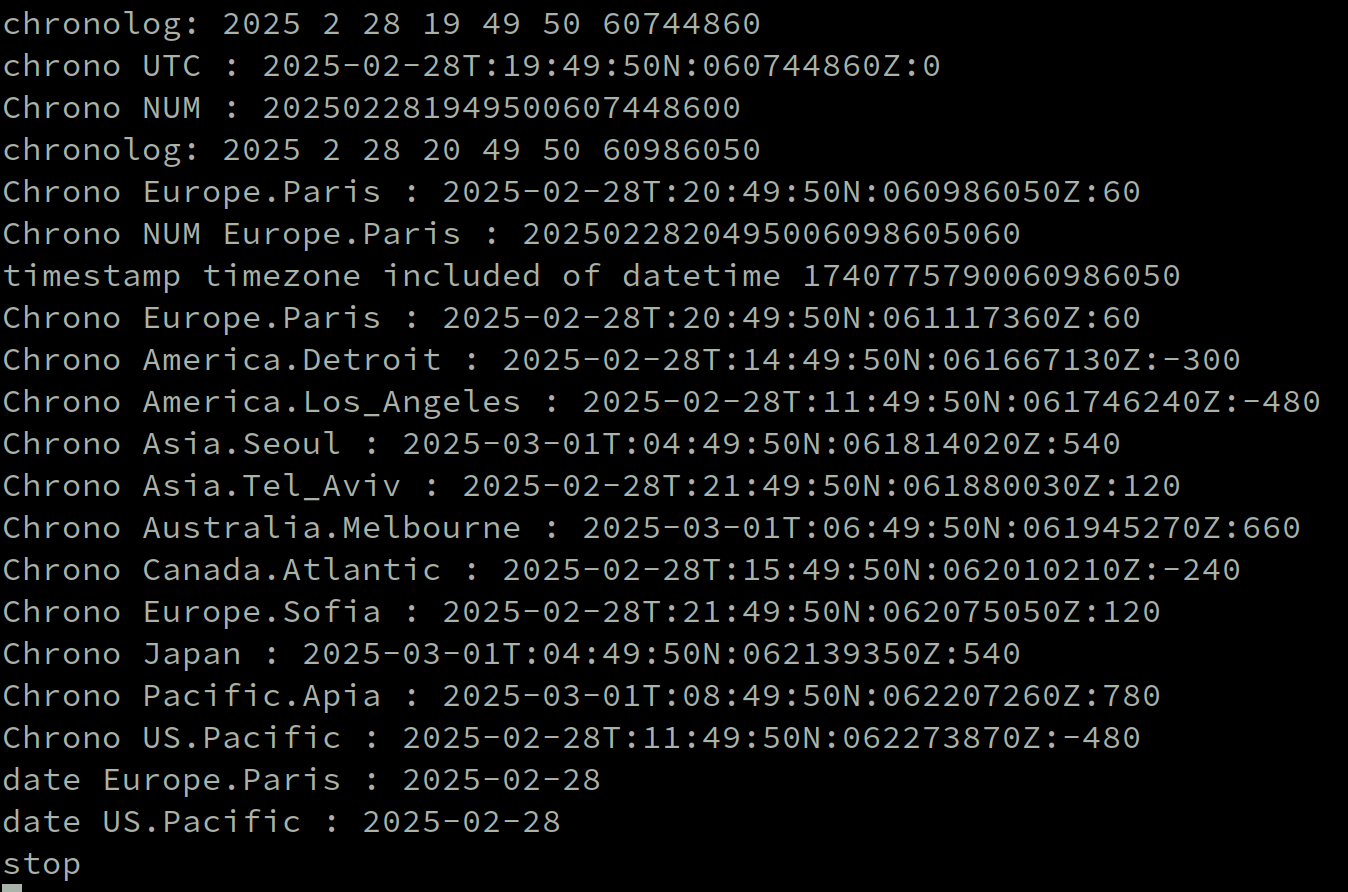 chronolog: 2025 2 28 19 49 50 60744860
chrono UTC : 2025-02-28T:19:49:50N:060744860Z:0
Chrono NUM : 202502281949500607448600
chronolog: 2025 2 28 20 49 50 60986050
Chrono Europe.Paris : 2025-02-28T:20:49:50N:060986050Z:60
Chrono NUM Europe.Paris : 2025022820495006098605060
timestamp timezone included of datetime 1740775790060986050
Chrono Europe.Paris : 2025-02-28T:20:49:50N:061117360Z:60
Chrono America.Detroit : 2025-02-28T:14:49:50N:061667130Z:-300
Chrono America.Los_Angeles : 2025-02-28T:11:49:50N:061746240Z:-480
Chrono Asia.Seoul : 2025-03-01T:04:49:50N:061814020Z:540
Chrono Asia.Tel_Aviv : 2025-02-28T:21:49:50N:061880030Z:120
Chrono Australia.Melbourne : 2025-03-01T:06:49:50N:061945270Z:660
Chrono Canada.Atlantic : 2025-02-28T:15:49:50N:062010210Z:-240
Chrono Europe.Sofia : 2025-02-28T:21:49:50N:062075050Z:120
Chrono Japan : 2025-03-01T:04:49:50N:062139350Z:540
Chrono Pacific.Apia : 2025-03-01T:08:49:50N:062207260Z:780
Chrono US.Pacific : 2025-02-28T:11:49:50N:062273870Z:-480
date Europe.Paris : 2025-02-28
date US.Pacific : 2025-02-28
stop